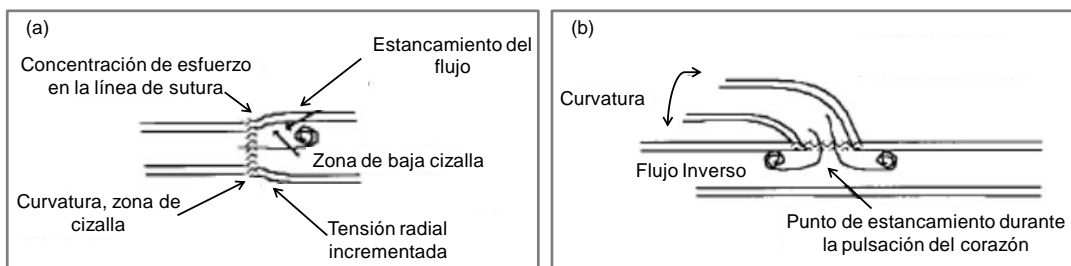 (a)
Concentración de esfuerzo
en la línea de sutura
Estancamiento del
flujo
Zona de baja cizalla
Curvatura, zona de
cizalla
Tensión radial
incrementada
(b)
Curvatura
Flujo Inverso
Punto de estancamiento durante
la pulsación del corazón